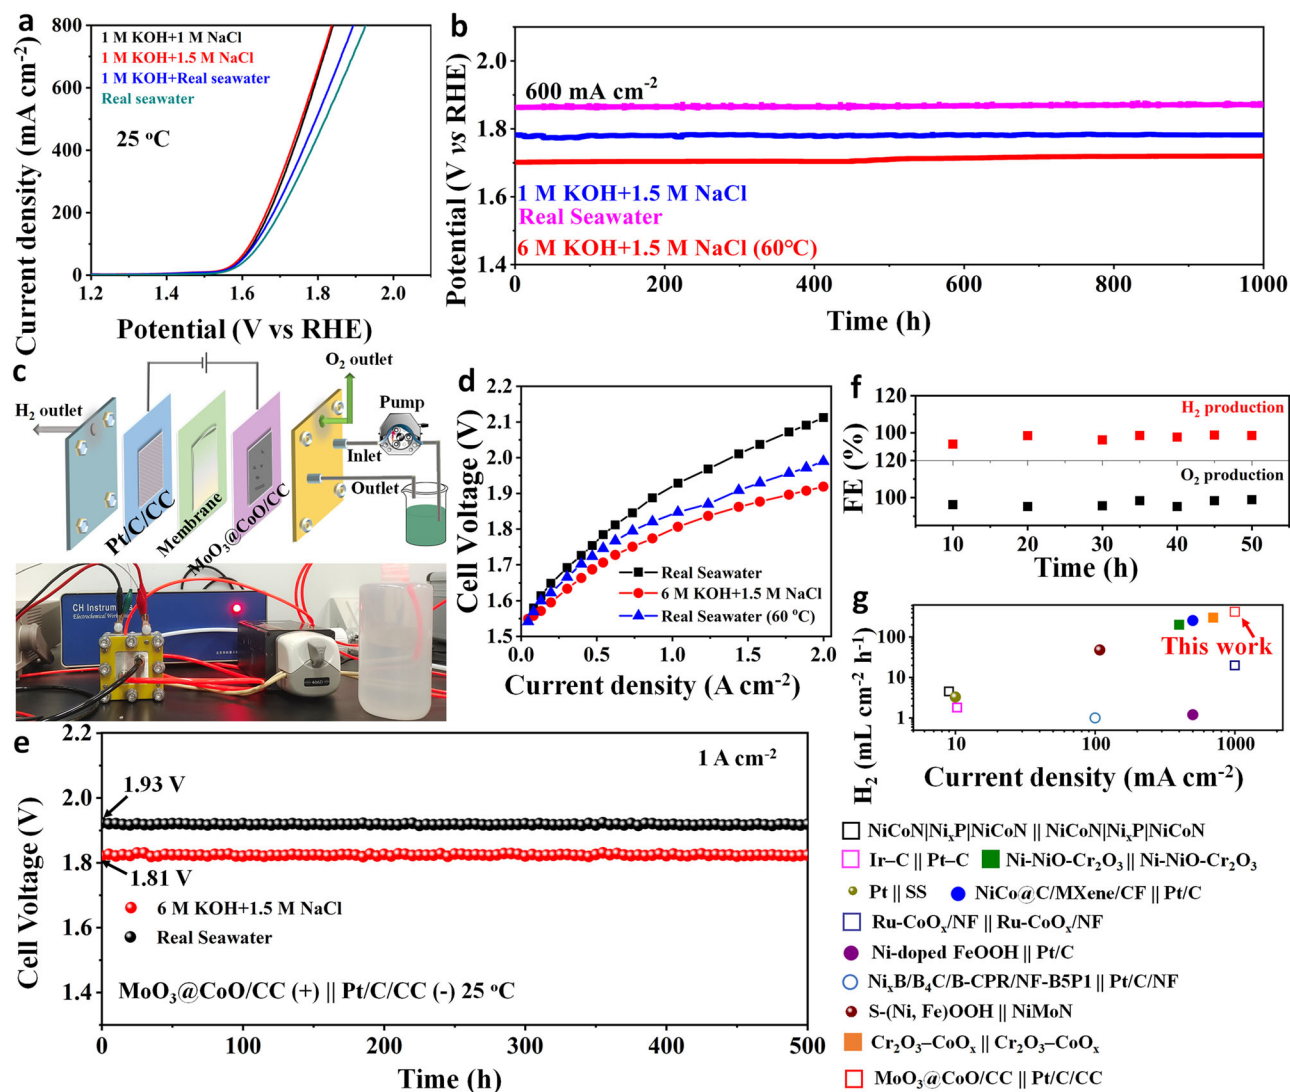 a
800
600
400
200
0
Current density (mA cm⁻²)
1 M KOH+1 M NaCl
1 M KOH+1.5 M NaCl
1 M KOH+Real seawater
Real seawater
25 °C
1.2 1.4 1.6 1.8 2.0
Potential (V vs RHE)
b
2.0
1.8
1.6
1.4
Potential (V vs RHE)
600 mA cm⁻²
1 M KOH+1.5 M NaCl
Real Seawater
6 M KOH+1.5 M NaCl (60°C)
0 200 400 600 800 1000
Time (h)
c
O₂ outlet
H₂ outlet
Pump
Inlet
Outlet
Pt/C/CC
Membrane
MoO₃@CoO/CC
CH Instruments
d
2.1
2.0
1.9
1.8
1.7
1.6
1.5
Cell Voltage (V)
Real Seawater
6 M KOH+1.5 M NaCl
Real Seawater (60 °C)
0.0 0.5 1.0 1.5 2.0
Current density (A cm⁻²)
e
2.2
2.1
2.0
1.9
1.8
1.7
1.6
1.5
1.4
1.3
Cell Voltage (V)
1 A cm⁻²
1.93 V
1.81 V
6 M KOH+1.5 M NaCl
Real Seawater
MoO₃@CoO/CC (+) || Pt/C/CC (-) 25 °C
0 100 200 300 400 500
Time (h)
f
120
100
120
100
FE (%)
H₂ production
O₂ production
10 20 30 40 50
Time (h)
g
100
10
1
H₂ (mL cm⁻² h⁻¹)
This work
10 100 1000
Current density (mA cm⁻²)
NiCoN|NiₓP|NiCoN || NiCoN|NiₓP|NiCoN
Ir–C || Pt–C
Ni-NiO-Cr₂O₃ || Ni-NiO-Cr₂O₃
Pt || SS
NiCo@C/MXene/CF || Pt/C
Ru-CoOₓ/NF || Ru-CoOₓ/NF
Ni-doped FeOOH || Pt/C
NiₓB/B₄C/B-CPR/NF-B5P1 || Pt/C/NF
S-(Ni, Fe)OOH || NiMoN
Cr₂O₃–CoOₓ || Cr₂O₃–CoOₓ
MoO₃@CoO/CC || Pt/C/CC